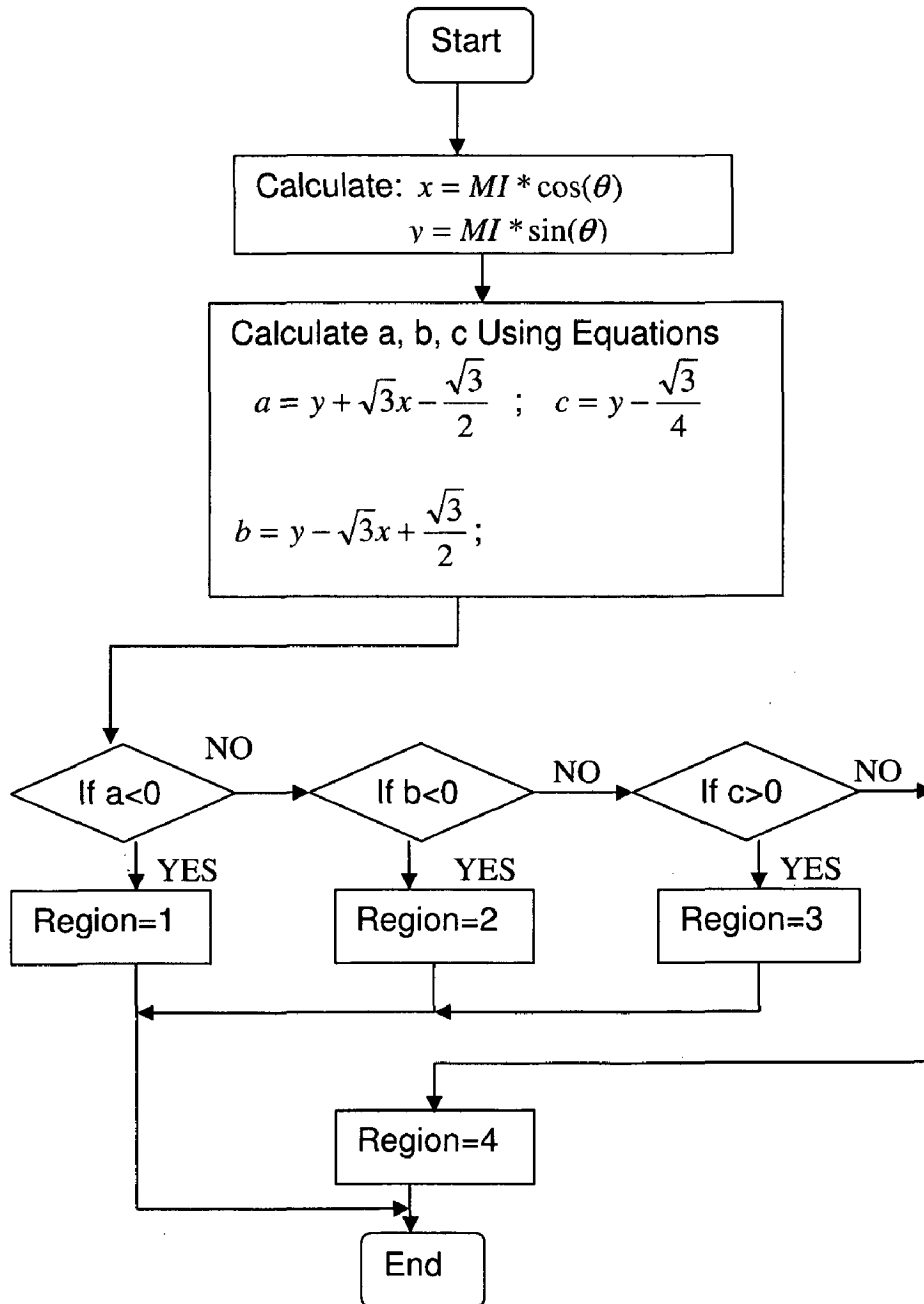 Start
Calculate: x = MI * cos(θ)
y = MI * sin(θ)
Calculate a, b, c Using Equations
a = y + √3x − √3/2 ; c = y − √3/4
b = y − √3x + √3/2 ;
NO
NO
NO
If a<0
If b<0
If c>0
YES
YES
YES
Region=1
Region=2
Region=3
Region=4
End